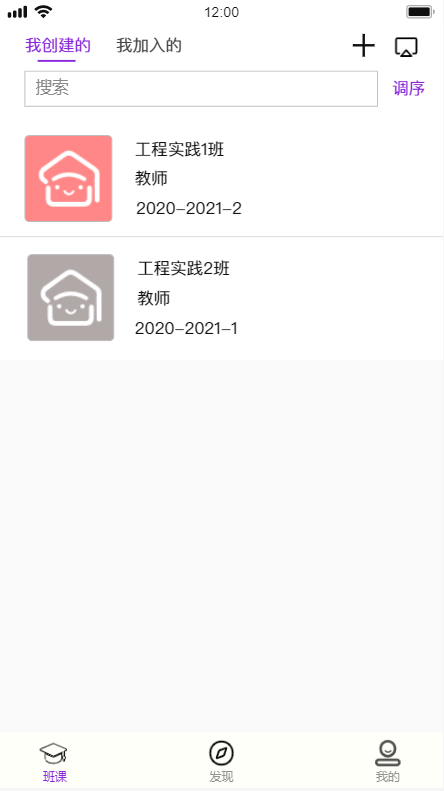 12:00
我创建的 我加入的
搜索 调序
工程实践1班
教师
2020-2021-2
工程实践2班
教师
2020-2021-1
班课 发现 我的